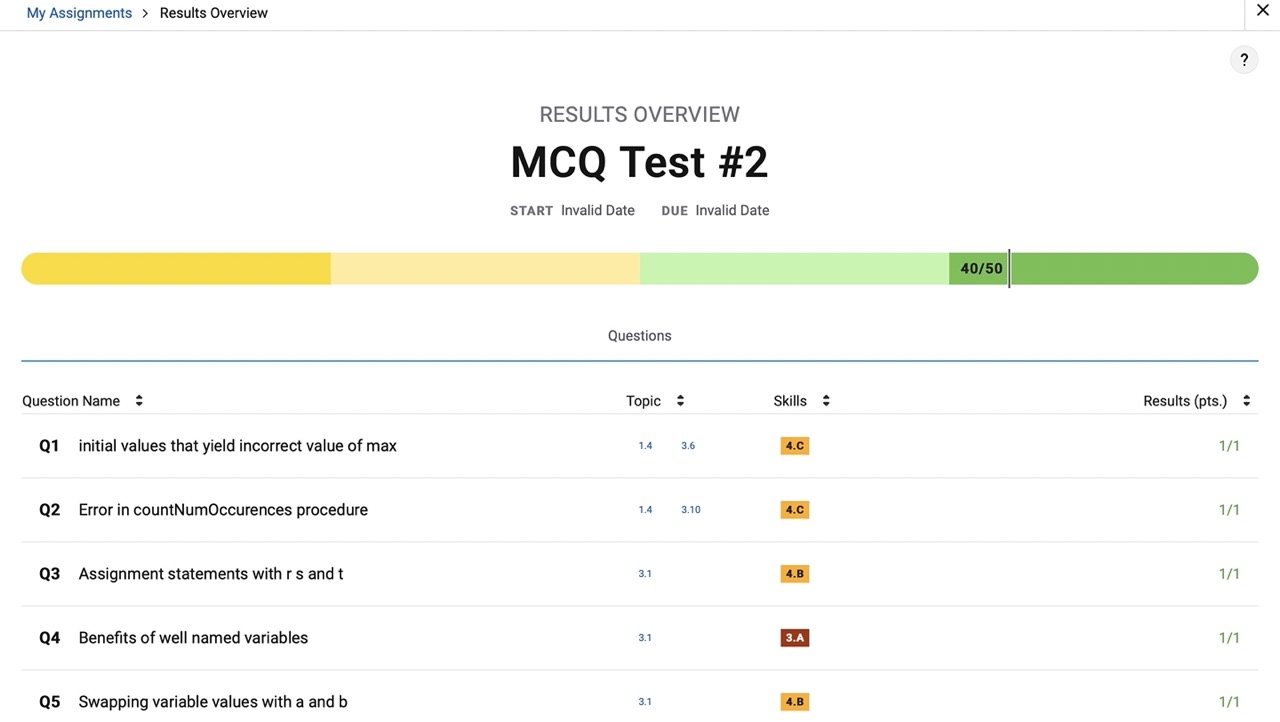 My Assignments > Results Overview
×
?
RESULTS OVERVIEW
MCQ Test #2
START Invalid Date DUE Invalid Date
40/50
Questions
Question Name Topic Skills Results (pts.)
Q1 initial values that yield incorrect value of max 1.4 3.6 4.C 1/1
Q2 Error in countNumOccurences procedure 1.4 3.10 4.C 1/1
Q3 Assignment statements with r s and t 3.1 4.B 1/1
Q4 Benefits of well named variables 3.1 3.A 1/1
Q5 Swapping variable values with a and b 3.1 4.B 1/1